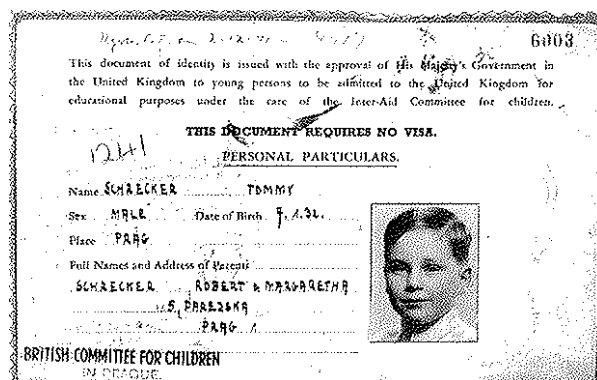 6003
This document of identity is issued with the approval of His Majesty's Government in
the United Kingdom to young persons to be admitted to the United Kingdom for
educational purposes under the care of the Inter-Aid Committee for children.
THIS DOCUMENT REQUIRES NO VISA.
1241
PERSONAL PARTICULARS.
Name SCHRECKER TOMMY
Sex MALE Date of Birth 9.1.32.
Place PRAG
Full Names and Address of Parents
SCHRECKER ROBERT & MARGARETHA
5, PAREZSKA
PRAG 1
BRITISH COMMITTEE FOR CHILDREN
IN PRAGUE.